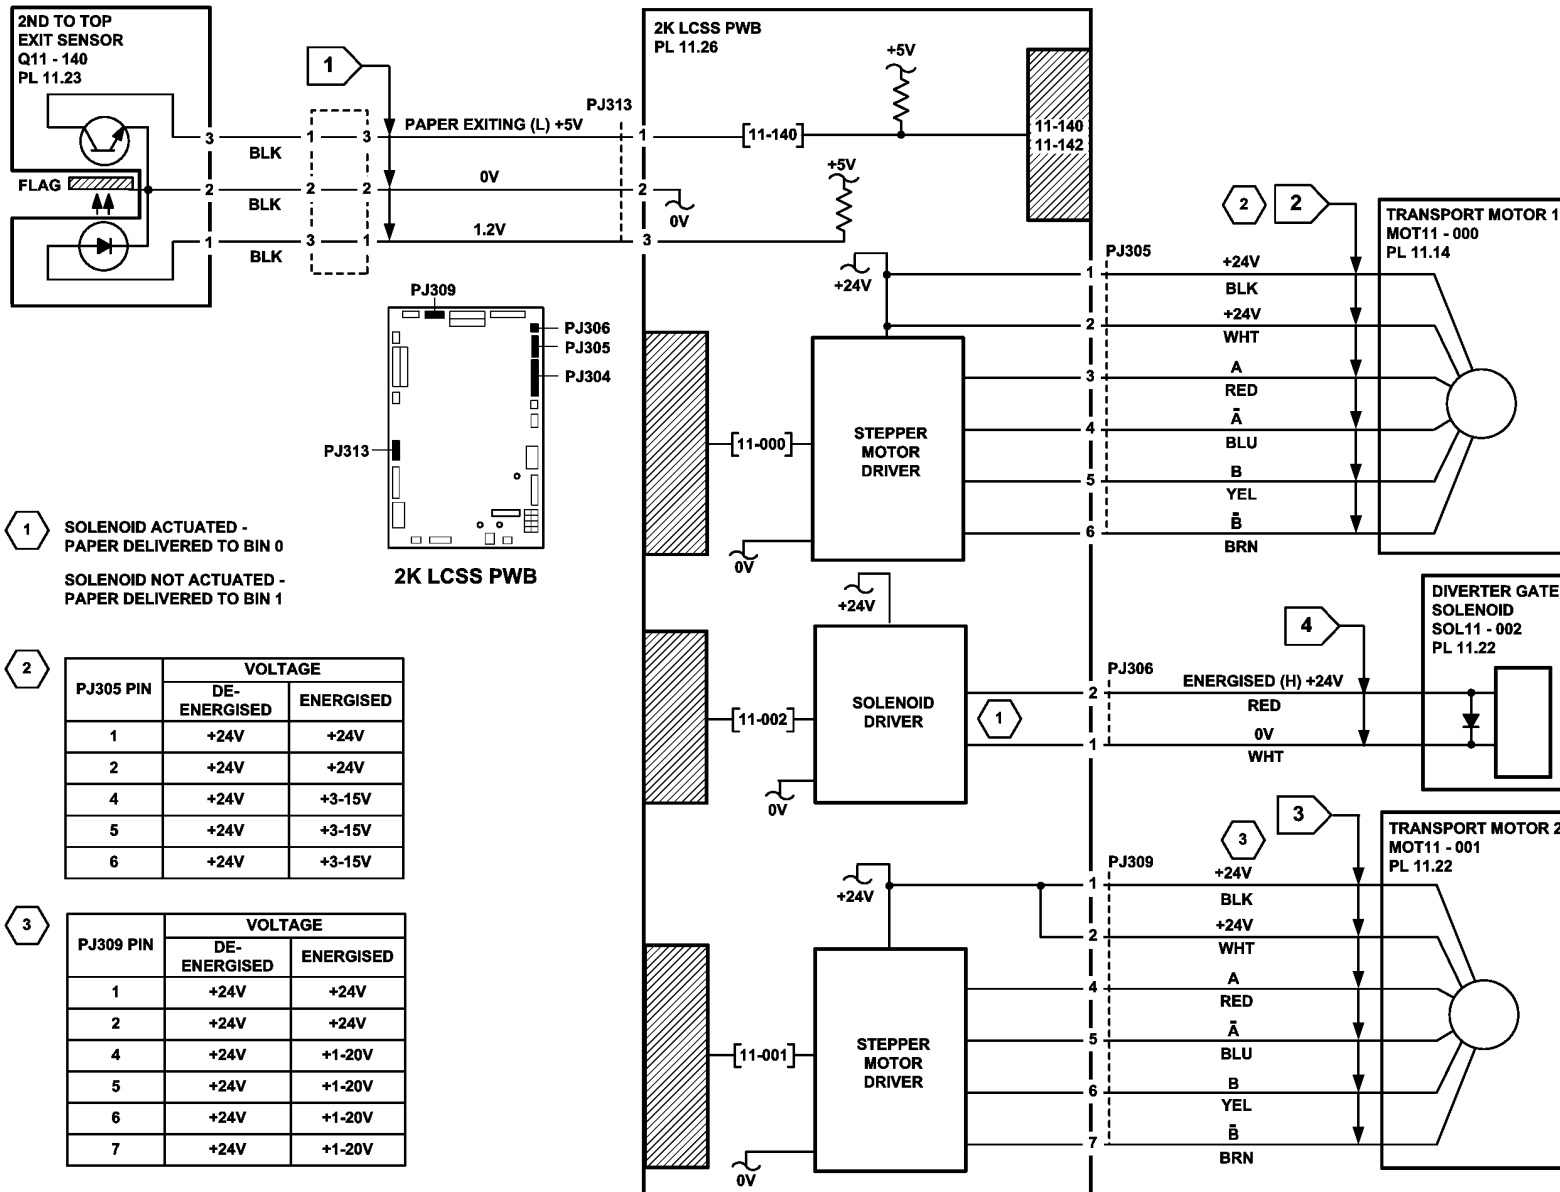 2ND TO TOP
EXIT SENSOR
Q11 - 140
PL 11.23
FLAG
3
2
1
BLK
BLK
BLK
1
2
3
3
2
1
1
PAPER EXITING (L) +5V
0V
1.2V
PJ313
1
2
3
2K LCSS PWB
PL 11.26
+5V
[11-140]
11-140
11-142
+5V
0V
PJ309
PJ306
PJ305
PJ304
PJ313
2K LCSS PWB
+24V
[11-000]
STEPPER
MOTOR
DRIVER
0V
PJ305
1
2
3
4
5
6
2
2
+24V
BLK
+24V
WHT
A
RED
Ā
BLU
B
YEL
B̄
BRN
TRANSPORT MOTOR 1
MOT11 - 000
PL 11.14
1
SOLENOID ACTUATED -
PAPER DELIVERED TO BIN 0
SOLENOID NOT ACTUATED -
PAPER DELIVERED TO BIN 1
+24V
[11-002]
SOLENOID
DRIVER
0V
1
PJ306
2
1
4
ENERGISED (H) +24V
RED
0V
WHT
DIVERTER GATE
SOLENOID
SOL11 - 002
PL 11.22
2
PJ305 PIN VOLTAGE
DE-
ENERGISED ENERGISED
1 +24V +24V
2 +24V +24V
4 +24V +3-15V
5 +24V +3-15V
6 +24V +3-15V
3
PJ309 PIN VOLTAGE
DE-
ENERGISED ENERGISED
1 +24V +24V
2 +24V +24V
4 +24V +1-20V
5 +24V +1-20V
6 +24V +1-20V
7 +24V +1-20V
+24V
[11-001]
STEPPER
MOTOR
DRIVER
0V
PJ309
1
2
4
5
6
7
3
3
+24V
BLK
+24V
WHT
A
RED
Ā
BLU
B
YEL
B̄
BRN
TRANSPORT MOTOR 2
MOT11 - 001
PL 11.22